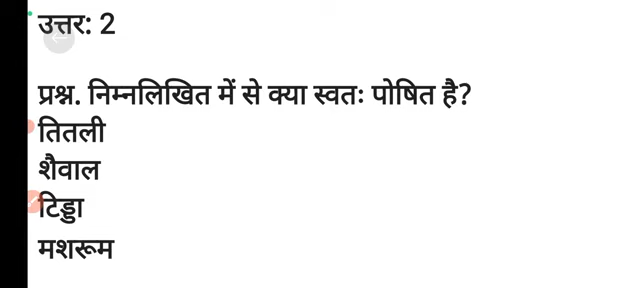 उत्तर: 2
प्रश्न. निम्नलिखित में से क्या स्वतः पोषित है?
तितली
शैवाल
टिड्डा
मशरूम